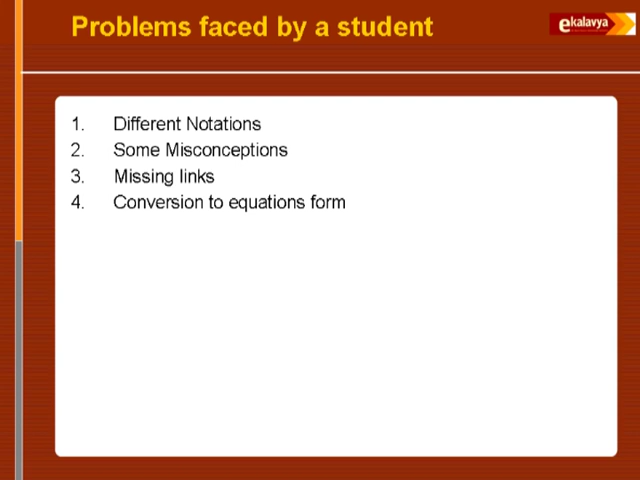 Problems faced by a student
ekalavya
1. Different Notations
2. Some Misconceptions
3. Missing links
4. Conversion to equations form